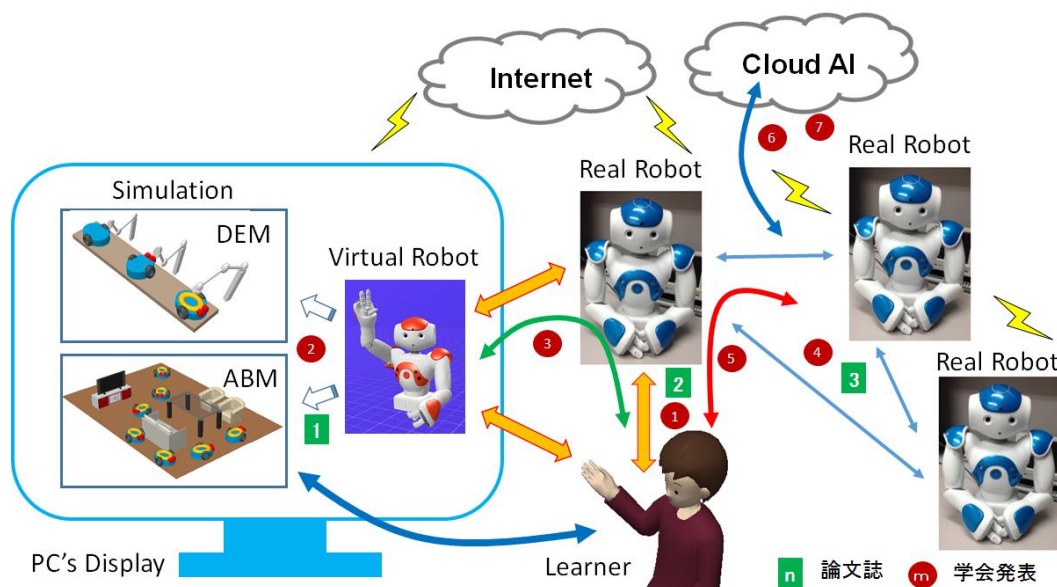 Internet
Cloud AI
6
7
Real Robot
Real Robot
Simulation
DEM
Virtual Robot
2
3
5
4
Real Robot
ABM
1
2
1
3
PC's Display
Learner
n 論文誌
m 学会発表